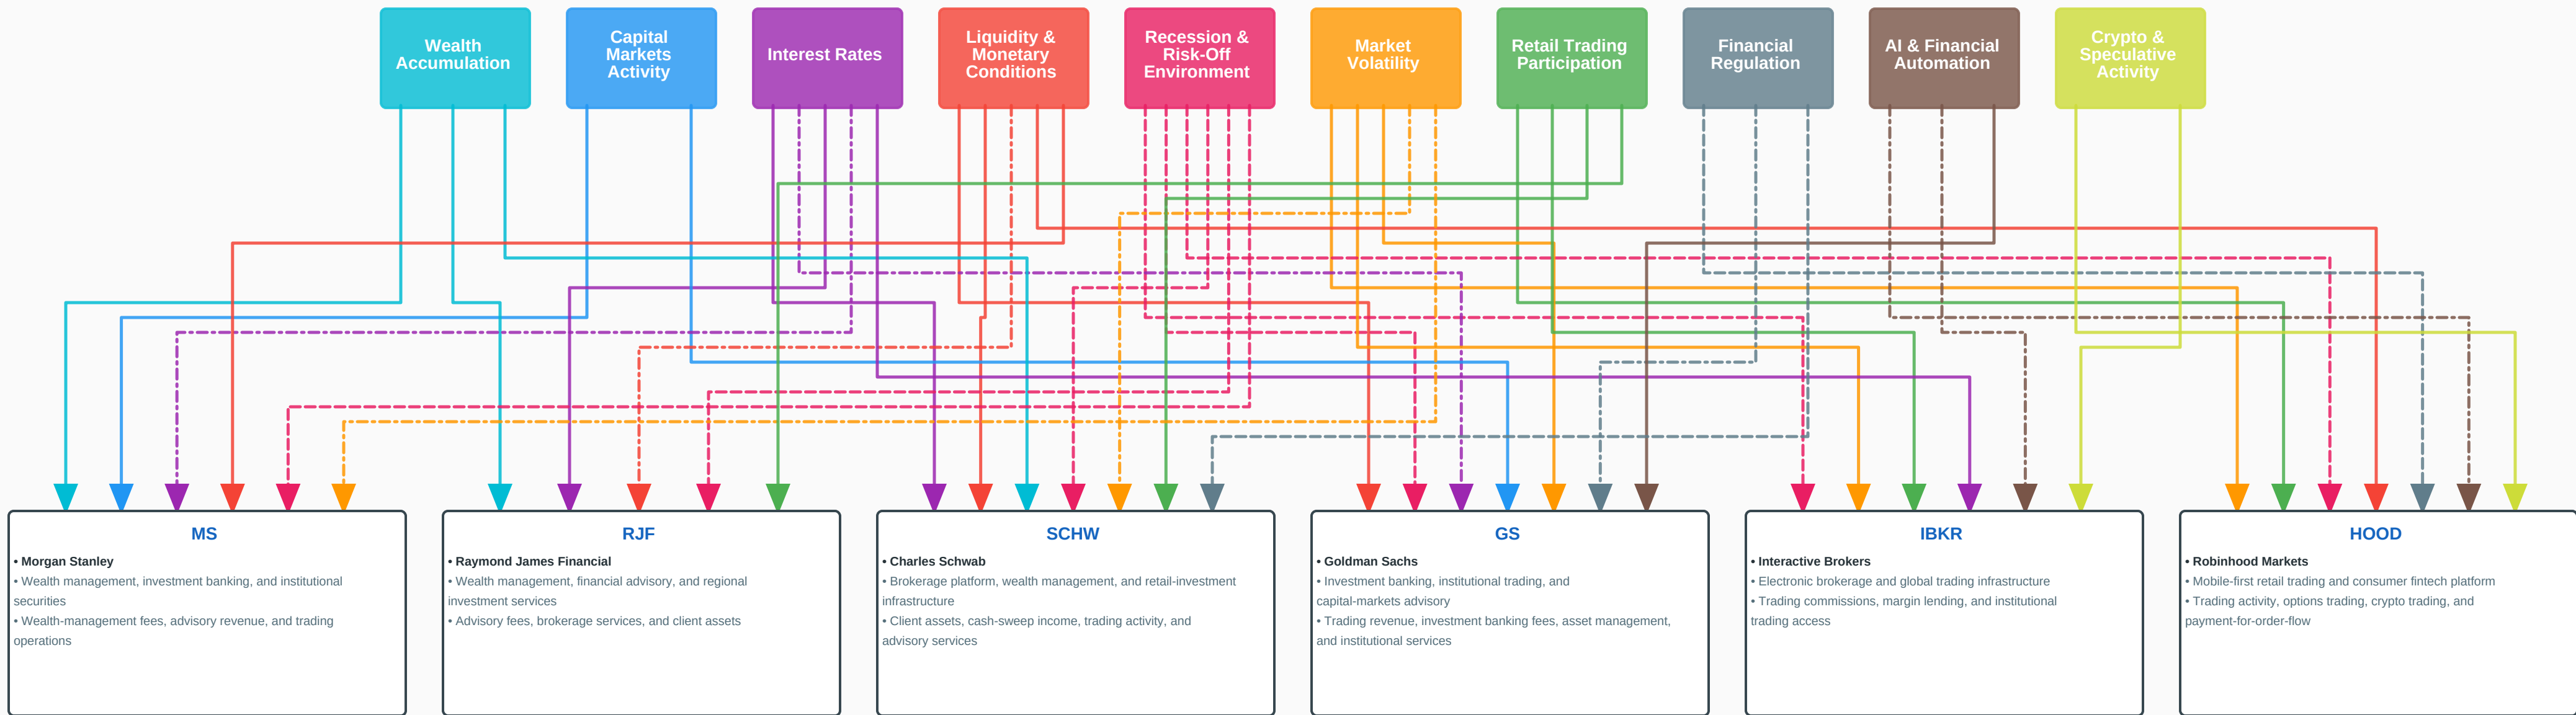 Wealth
Accumulation
Capital
Markets
Activity
Interest Rates
Liquidity &
Monetary
Conditions
Recession &
Risk-Off
Environment
Market
Volatility
Retail Trading
Participation
Financial
Regulation
AI & Financial
Automation
Crypto &
Speculative
Activity
MS
• Morgan Stanley
• Wealth management, investment banking, and institutional
securities
• Wealth-management fees, advisory revenue, and trading
operations
RJF
• Raymond James Financial
• Wealth management, financial advisory, and regional
investment services
• Advisory fees, brokerage services, and client assets
SCHW
• Charles Schwab
• Brokerage platform, wealth management, and retail-investment
infrastructure
• Client assets, cash-sweep income, trading activity, and
advisory services
GS
• Goldman Sachs
• Investment banking, institutional trading, and
capital-markets advisory
• Trading revenue, investment banking fees, asset management,
and institutional services
IBKR
• Interactive Brokers
• Electronic brokerage and global trading infrastructure
• Trading commissions, margin lending, and institutional
trading access
HOOD
• Robinhood Markets
• Mobile-first retail trading and consumer fintech platform
• Trading activity, options trading, crypto trading, and
payment-for-order-flow